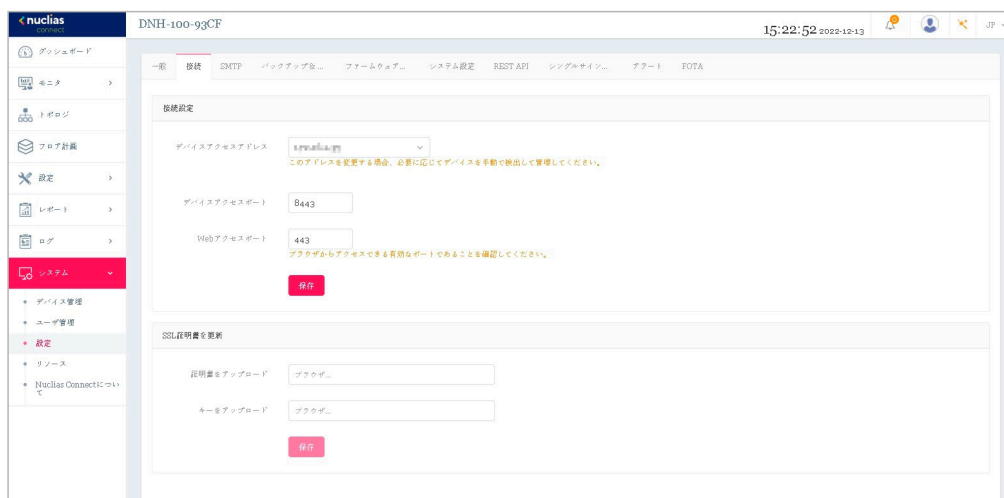 nuclias
connect
DNH-100-93CF
15:22:52 2022-12-13
JP
ダッシュボード
モニタ
トポロジ
フロア計画
設定
レポート
ログ
システム
デバイス管理
ユーザ管理
設定
リソース
Nuclias Connectについ
て
一般 接続 SMTP バックアップ&... ファームウェア... システム設定 REST API シングルサイン... アラート FOTA
接続設定
デバイスアクセスアドレス
このアドレスを変更する場合、必要に応じてデバイスを手動で検出して管理してください。
デバイスアクセスポート 8443
Webアクセスポート 443
ブラウザからアクセスできる有効なポートであることを確認してください。
保存
SSL証明書を更新
証明書をアップロード ブラウザ...
キーをアップロード ブラウザ...
保存